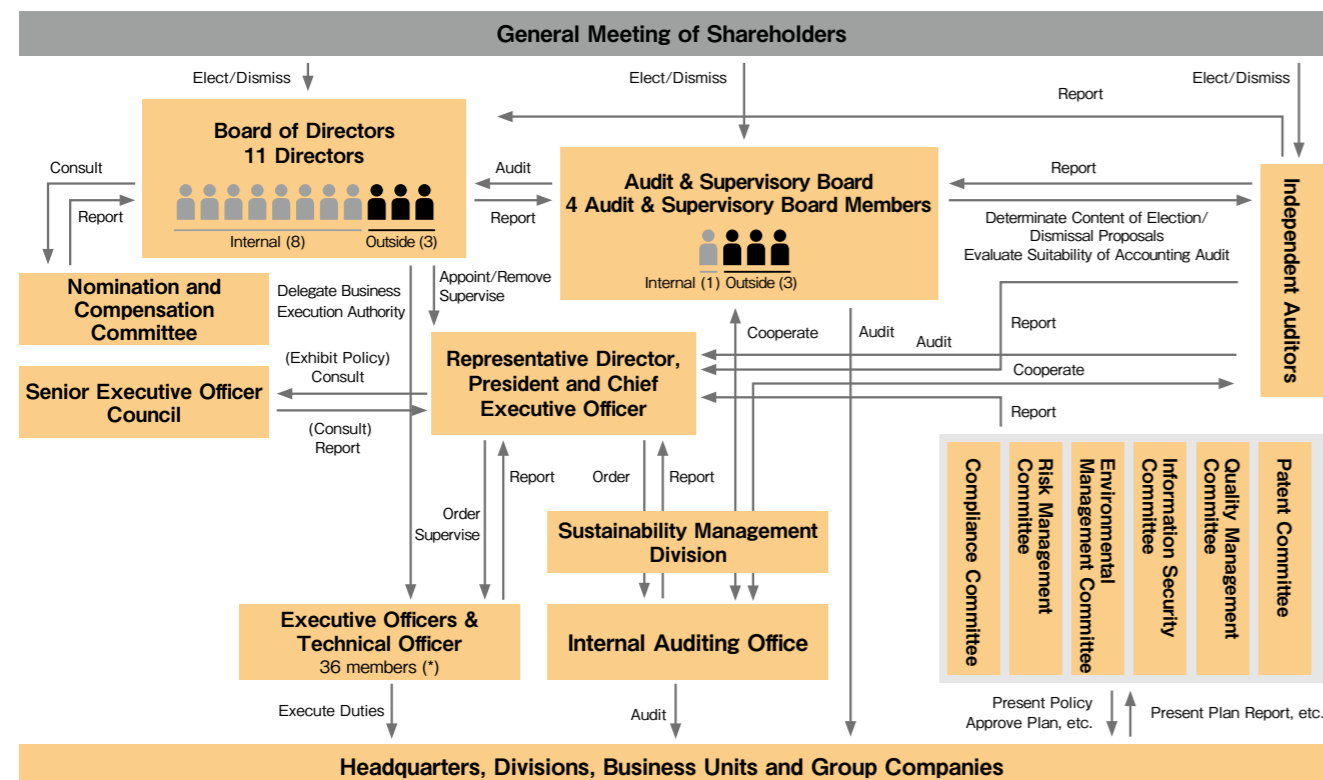 General Meeting of Shareholders
Elect/Dismiss
Elect/Dismiss
Elect/Dismiss
Report
Board of Directors
11 Directors
Internal (8)
Outside (3)
Consult
Report
Audit
Report
Audit & Supervisory Board
4 Audit & Supervisory Board Members
Internal (1)
Outside (3)
Report
Determinate Content of Election/
Dismissal Proposals
Evaluate Suitability of Accounting Audit
Independent Auditors
Nomination and
Compensation
Committee
Delegate Business
Execution Authority
Appoint/Remove
Supervise
Cooperate
Audit
Report
Audit
Cooperate
Report
Senior Executive Officer
Council
(Exhibit Policy)
Consult
(Consult)
Report
Representative Director,
President and Chief
Executive Officer
Order
Supervise
Report
Order
Report
Sustainability Management
Division
Executive Officers &
Technical Officer
36 members (*)
Internal Auditing Office
Compliance Committee
Risk Management
Committee
Environmental
Management Committee
Information Security
Committee
Quality Management
Committee
Patent Committee
Execute Duties
Audit
Present Policy
Approve Plan, etc.
Present Plan Report, etc.
Headquarters, Divisions, Business Units and Group Companies